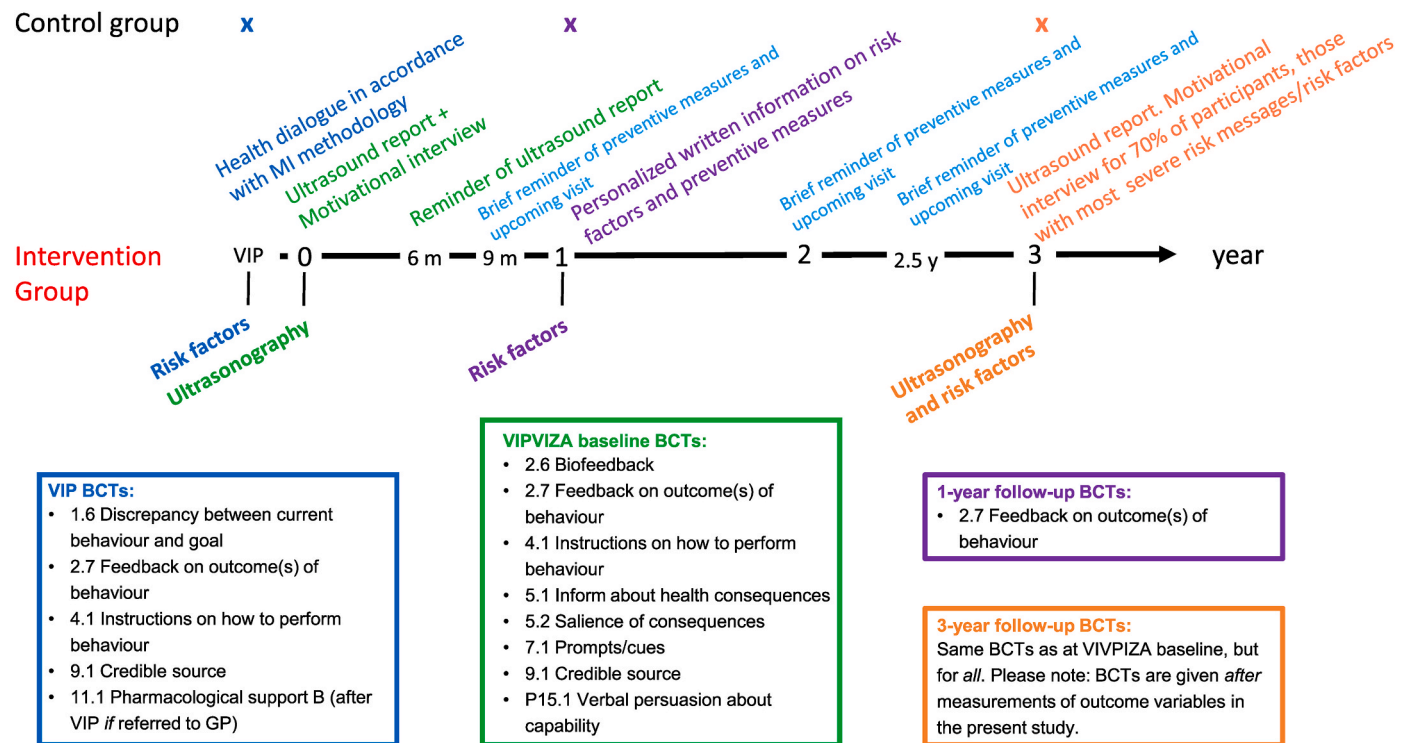 Control group
x
x
x
Health dialogue in accordance
with MI methodology
Ultrasound report +
Motivational interview
Reminder of ultrasound report
Brief reminder of preventive measures and
upcoming visit
Personalized written information on risk
factors and preventive measures
Brief reminder of preventive measures and
upcoming visit
Brief reminder of preventive measures and
upcoming visit
Ultrasound report. Motivational
interview for 70% of participants, those
with most severe risk messages/risk factors
Intervention
Group
VIP
0
6 m
9 m
1
2
2.5 y
3
year
Risk factors
Ultrasonography
Risk factors
Ultrasonography
and risk factors
VIP BCTs:
• 1.6 Discrepancy between current
behaviour and goal
• 2.7 Feedback on outcome(s) of
behaviour
• 4.1 Instructions on how to perform
behaviour
• 9.1 Credible source
• 11.1 Pharmacological support B (after
VIP if referred to GP)
VIPVIZA baseline BCTs:
• 2.6 Biofeedback
• 2.7 Feedback on outcome(s) of
behaviour
• 4.1 Instructions on how to perform
behaviour
• 5.1 Inform about health consequences
• 5.2 Salience of consequences
• 7.1 Prompts/cues
• 9.1 Credible source
• P15.1 Verbal persuasion about
capability
1-year follow-up BCTs:
• 2.7 Feedback on outcome(s) of
behaviour
3-year follow-up BCTs:
Same BCTs as at VIVPIZA baseline, but
for all. Please note: BCTs are given after
measurements of outcome variables in
the present study.